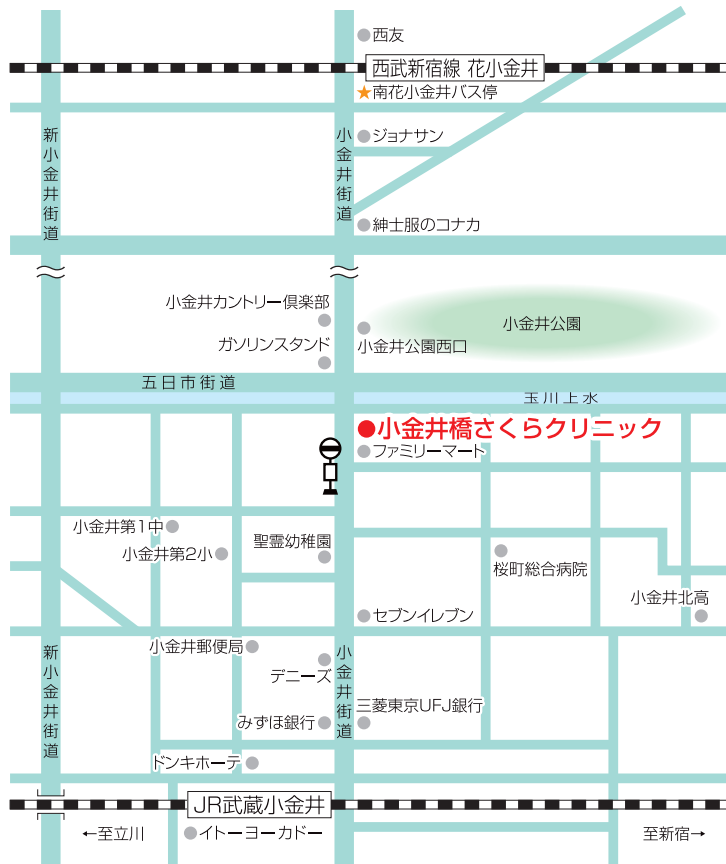 西友
西武新宿線 花小金井
★南花小金井バス停
新小金井街道
小金井街道
ジョナサン
紳士服のコナカ
小金井カントリー倶楽部
小金井公園
小金井公園西口
ガソリンスタンド
五日市街道
玉川上水
小金井橋さくらクリニック
ファミリーマート
小金井第1中
聖霊幼稚園
小金井第2小
桜町総合病院
小金井北高
セブンイレブン
小金井郵便局
新小金井街道
小金井街道
デニーズ
三菱東京UFJ銀行
みずほ銀行
ドンキホーテ
JR武蔵小金井
←至立川
イトーヨーカドー
至新宿→